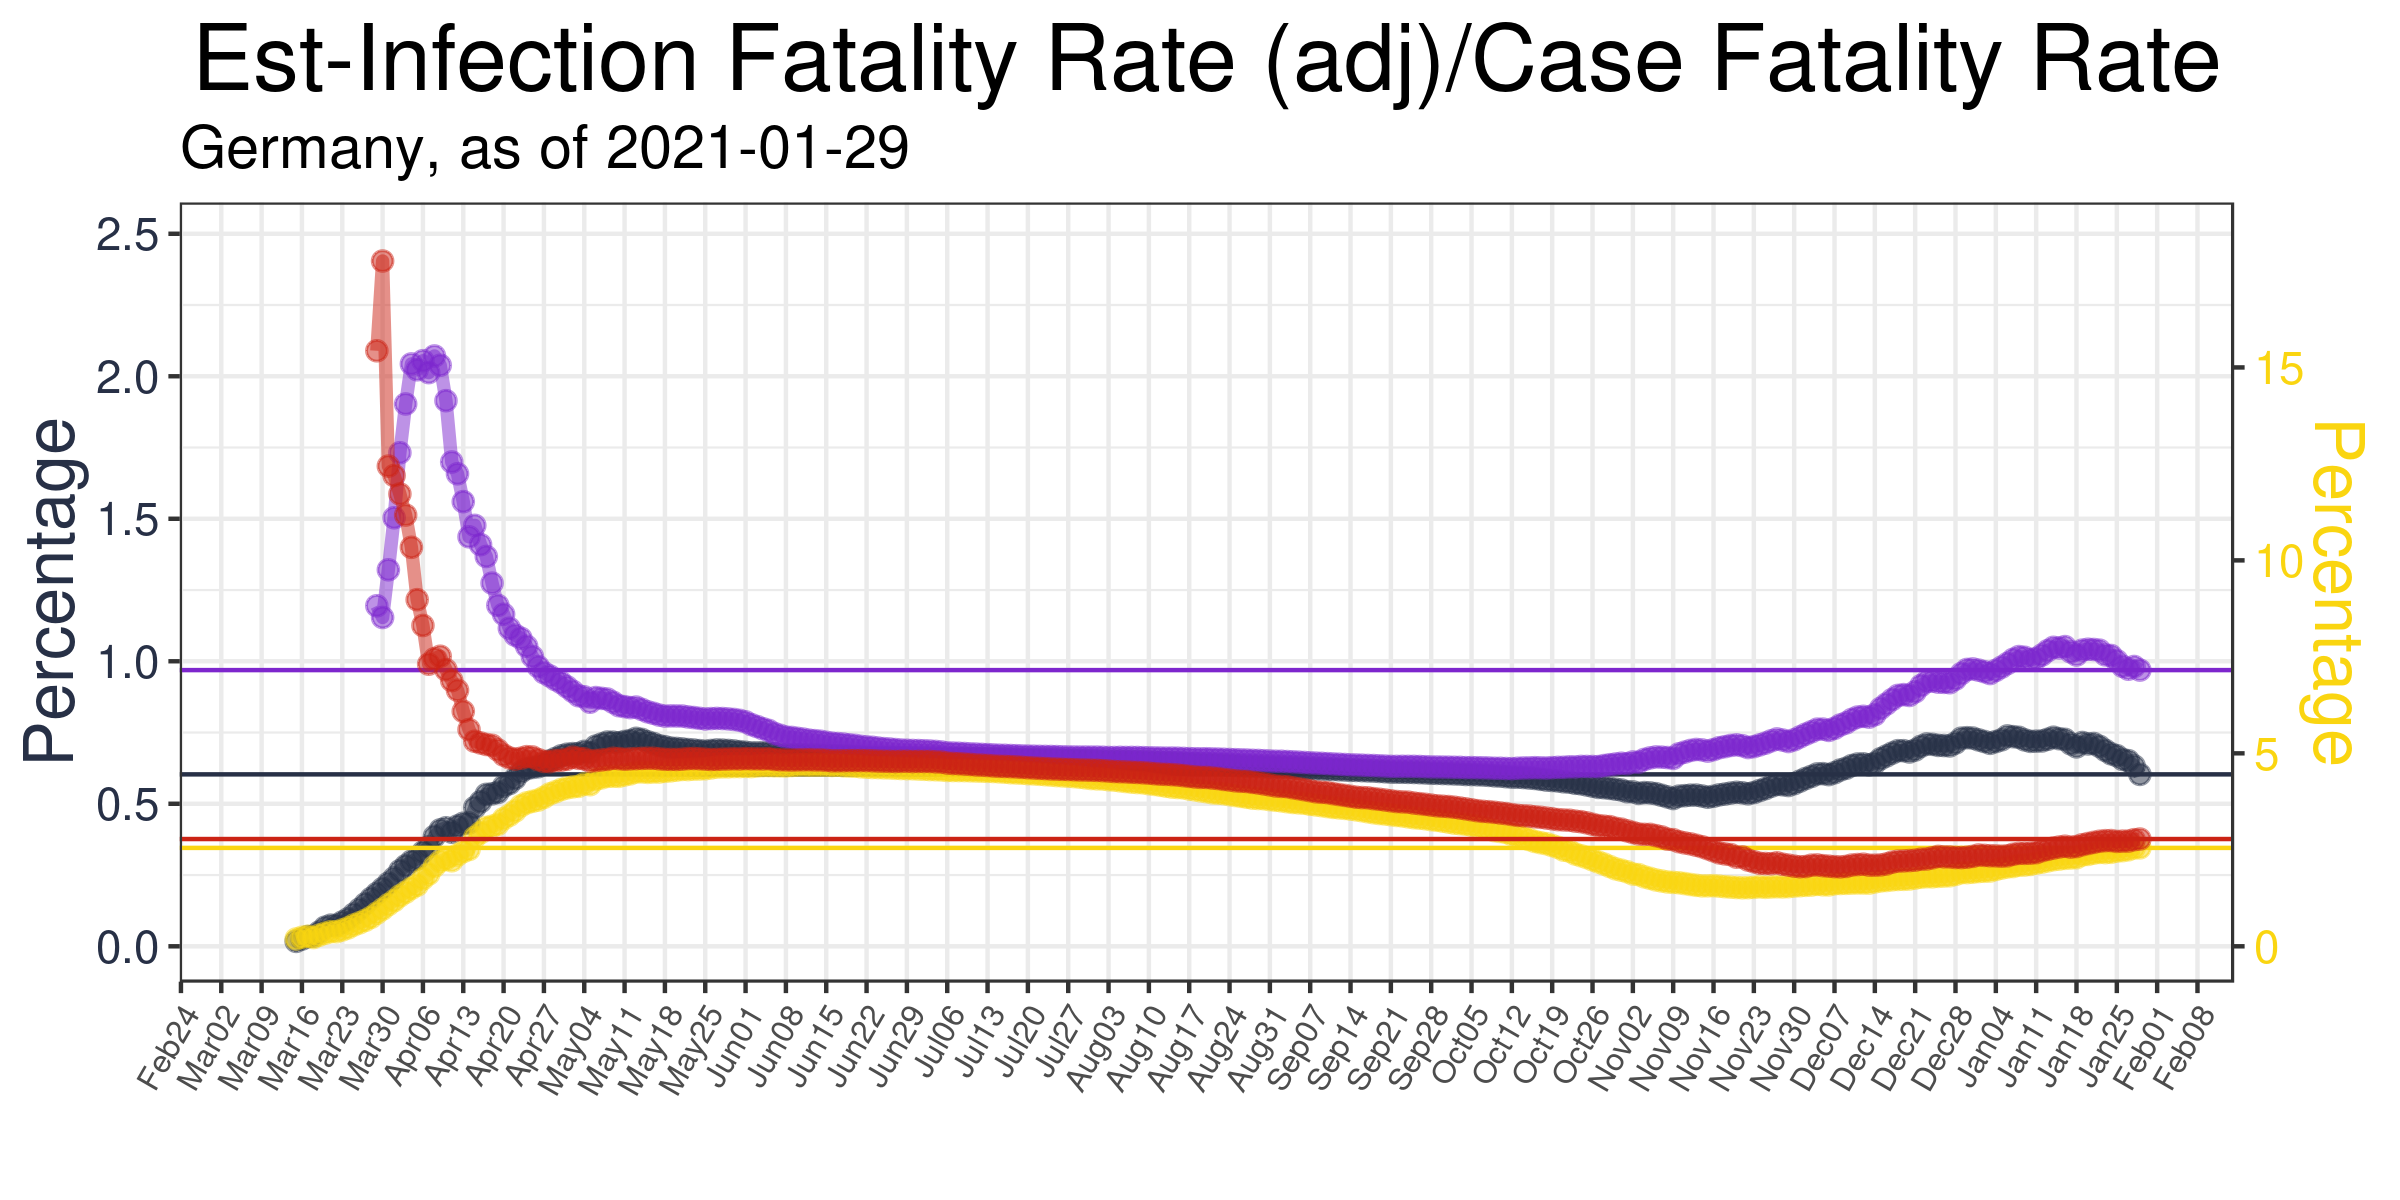 Est-Infection Fatality Rate (adj)/Case Fatality Rate
Germany, as of 2021-01-29
Percentage
2.5
2.0
1.5
1.0
0.5
0.0
15
10
5
0
Percentage
Feb24
Mar02
Mar09
Mar16
Mar23
Mar30
Apr06
Apr13
Apr20
Apr27
May04
May11
May18
May25
Jun01
Jun08
Jun15
Jun22
Jun29
Jul06
Jul13
Jul20
Jul27
Aug03
Aug10
Aug17
Aug24
Aug31
Sep07
Sep14
Sep21
Sep28
Oct05
Oct12
Oct19
Oct26
Nov02
Nov09
Nov16
Nov23
Nov30
Dec07
Dec14
Dec21
Dec28
Jan04
Jan11
Jan18
Jan25
Feb01
Feb08